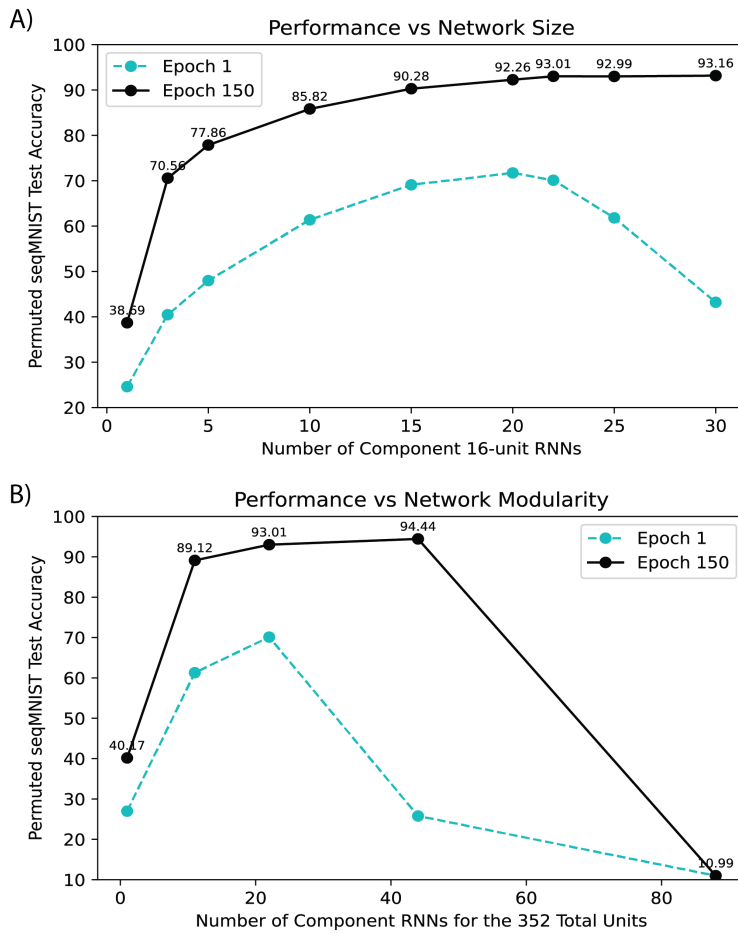 A)
Performance vs Network Size
Epoch 1
Epoch 150
38.69
70.56
77.86
85.82
90.28
92.26
93.01
92.99
93.16
100
90
80
70
60
50
40
30
20
Permuted seqMNIST Test Accuracy
0 5 10 15 20 25 30
Number of Component 16-unit RNNs
B)
Performance vs Network Modularity
Epoch 1
Epoch 150
40.17
89.12
93.01
94.44
10.99
100
90
80
70
60
50
40
30
20
10
Permuted seqMNIST Test Accuracy
0 20 40 60 80
Number of Component RNNs for the 352 Total Units